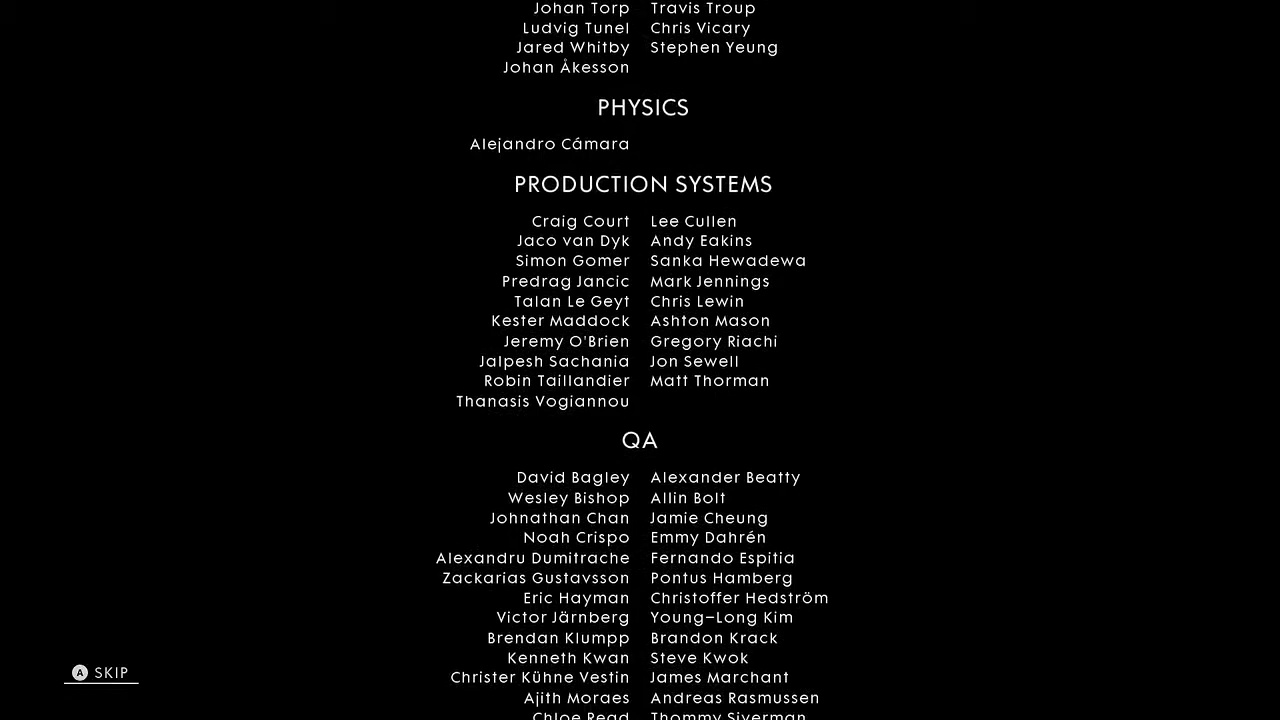 Johan Torp Travis Troup
Ludvig Tunel Chris Vicary
Jared Whitby Stephen Yeung
Johan Åkesson
PHYSICS
Alejandro Cámara
PRODUCTION SYSTEMS
Craig Court Lee Cullen
Jaco van Dyk Andy Eakins
Simon Gomer Sanka Hewadewa
Predrag Jancic Mark Jennings
Talan Le Geyt Chris Lewin
Kester Maddock Ashton Mason
Jeremy O'Brien Gregory Riachi
Jalpesh Sachania Jon Sewell
Robin Taillandier Matt Thorman
Thanasis Vogiannou
QA
David Bagley Alexander Beatty
Wesley Bishop Allin Bolt
Johnathan Chan Jamie Cheung
Noah Crispo Emmy Dahrén
Alexandru Dumitrache Fernando Espitia
Zackarias Gustavsson Pontus Hamberg
Eric Hayman Christoffer Hedström
Victor Järnberg Young-Long Kim
Brendan Klumpp Brandon Krack
Kenneth Kwan Steve Kwok
A SKIP
Christer Kühne Vestin James Marchant
Ajith Moraes Andreas Rasmussen
Chloe Read Thommy Siverman